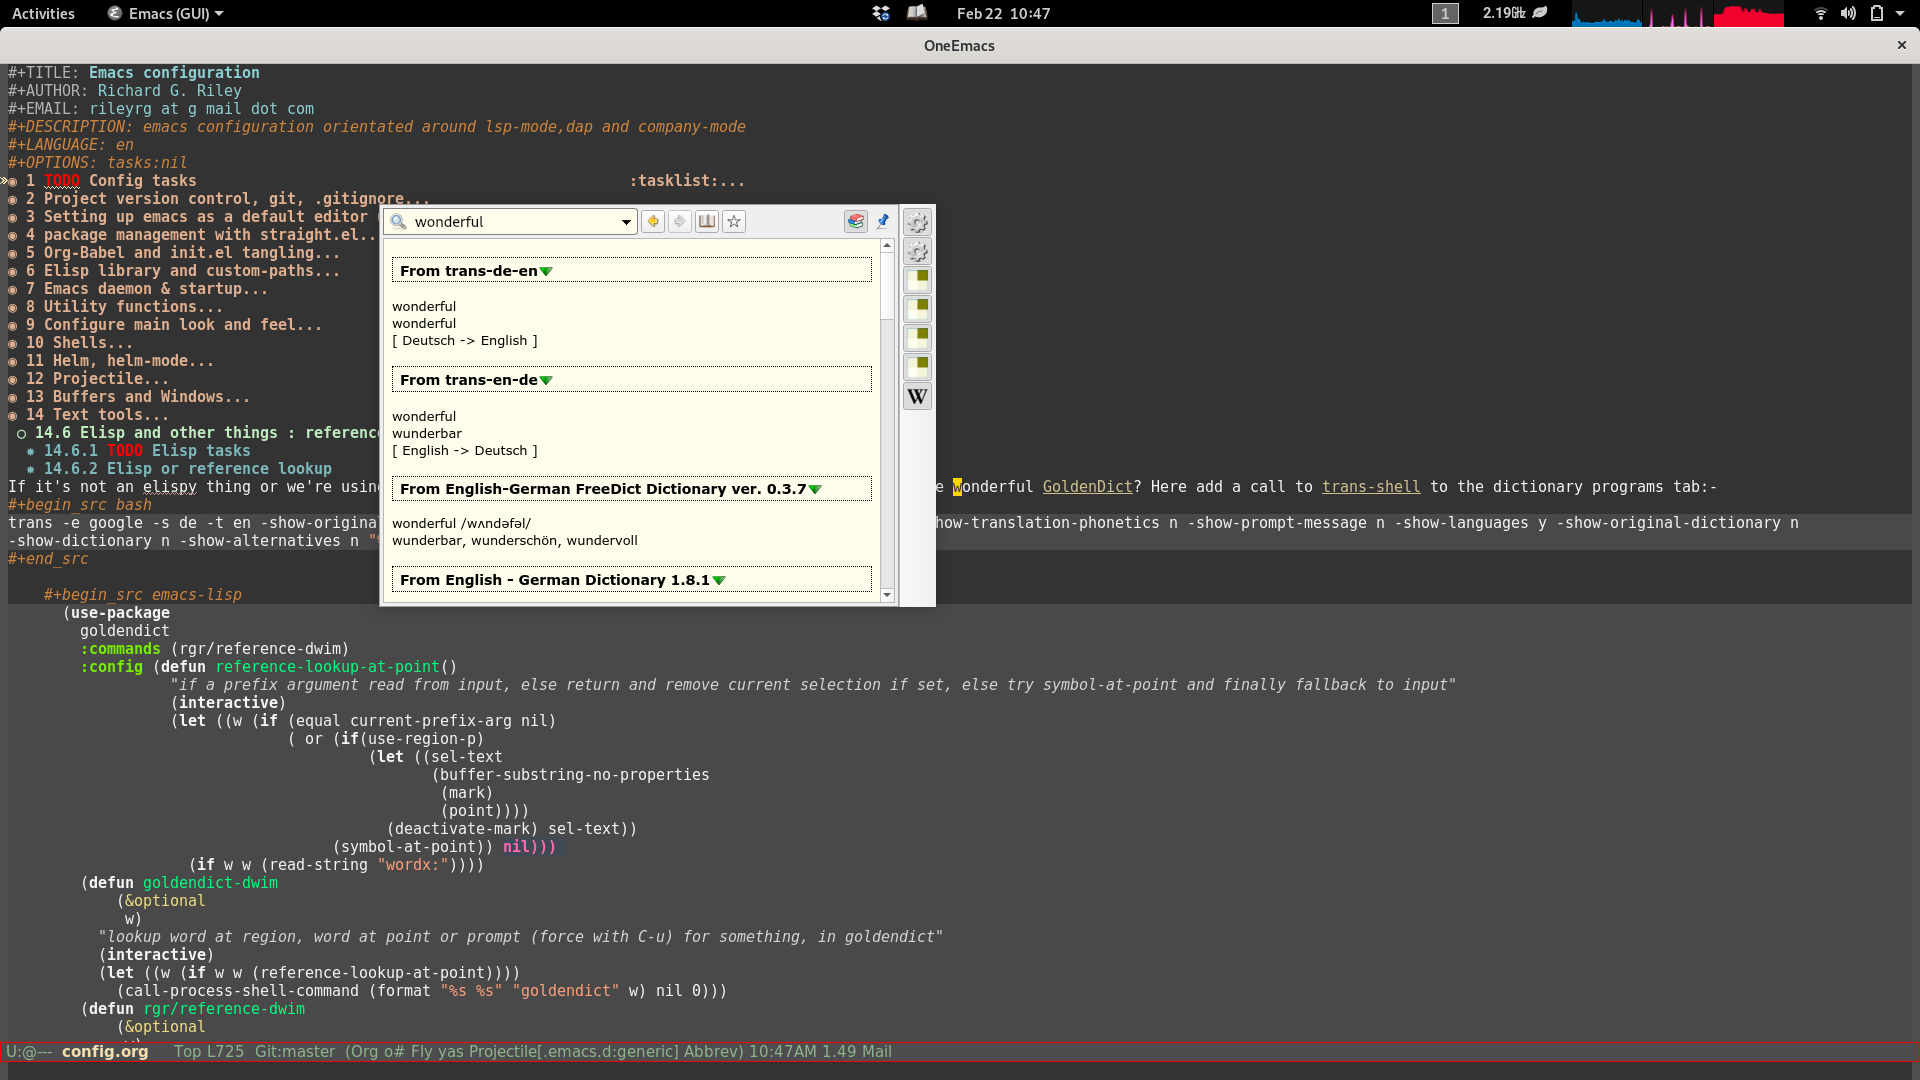 Activities Emacs (GUI) Feb 22 10:47 1 2.19GHz
OneEmacs
#+TITLE: Emacs configuration
#+AUTHOR: Richard G. Riley
#+EMAIL: rileyrg at g mail dot com
#+DESCRIPTION: emacs configuration orientated around lsp-mode,dap and company-mode
#+LANGUAGE: en
#+OPTIONS: tasks:nil
1 TODO Config tasks :tasklist:...
2 Project version control, git, .gitignore...
3 Setting up emacs as a default editor
4 package management with straight.el..
5 Org-Babel and init.el tangling...
6 Elisp library and custom-paths...
7 Emacs daemon & startup...
8 Utility functions...
9 Configure main look and feel...
10 Shells...
11 Helm, helm-mode...
12 Projectile...
13 Buffers and Windows...
14 Text tools...
14.6 Elisp and other things : reference
14.6.1 TODO Elisp tasks
14.6.2 Elisp or reference lookup
If it's not an elispy thing or we're using e wonderful GoldenDict? Here add a call to trans-shell to the dictionary programs tab:-
#+begin_src bash
trans -e google -s de -t en -show-original how-translation-phonetics n -show-prompt-message n -show-languages y -show-original-dictionary n
-show-dictionary n -show-alternatives n "
#+end_src
#+begin_src emacs-lisp
(use-package
goldendict
:commands (rgr/reference-dwim)
:config (defun reference-lookup-at-point()
"if a prefix argument read from input, else return and remove current selection if set, else try symbol-at-point and finally fallback to input"
(interactive)
(let ((w (if (equal current-prefix-arg nil)
( or (if(use-region-p)
(let ((sel-text
(buffer-substring-no-properties
(mark)
(point))))
(deactivate-mark) sel-text))
(symbol-at-point)) nil)))
(if w w (read-string "wordx:"))))
(defun goldendict-dwim
(&optional
w)
"lookup word at region, word at point or prompt (force with C-u) for something, in goldendict"
(interactive)
(let ((w (if w w (reference-lookup-at-point))))
(call-process-shell-command (format "%s %s" "goldendict" w) nil 0)))
(defun rgr/reference-dwim
(&optional
U:@--- config.org Top L725 Git:master (Org o# Fly yas Projectile[.emacs.d:generic] Abbrev) 10:47AM 1.49 Mail
wonderful
From trans-de-en
wonderful
wonderful
[ Deutsch -> English ]
From trans-en-de
wonderful
wunderbar
[ English -> Deutsch ]
From English-German FreeDict Dictionary ver. 0.3.7
wonderful /wʌndəfəl/
wunderbar, wunderschön, wundervoll
From English - German Dictionary 1.8.1
W